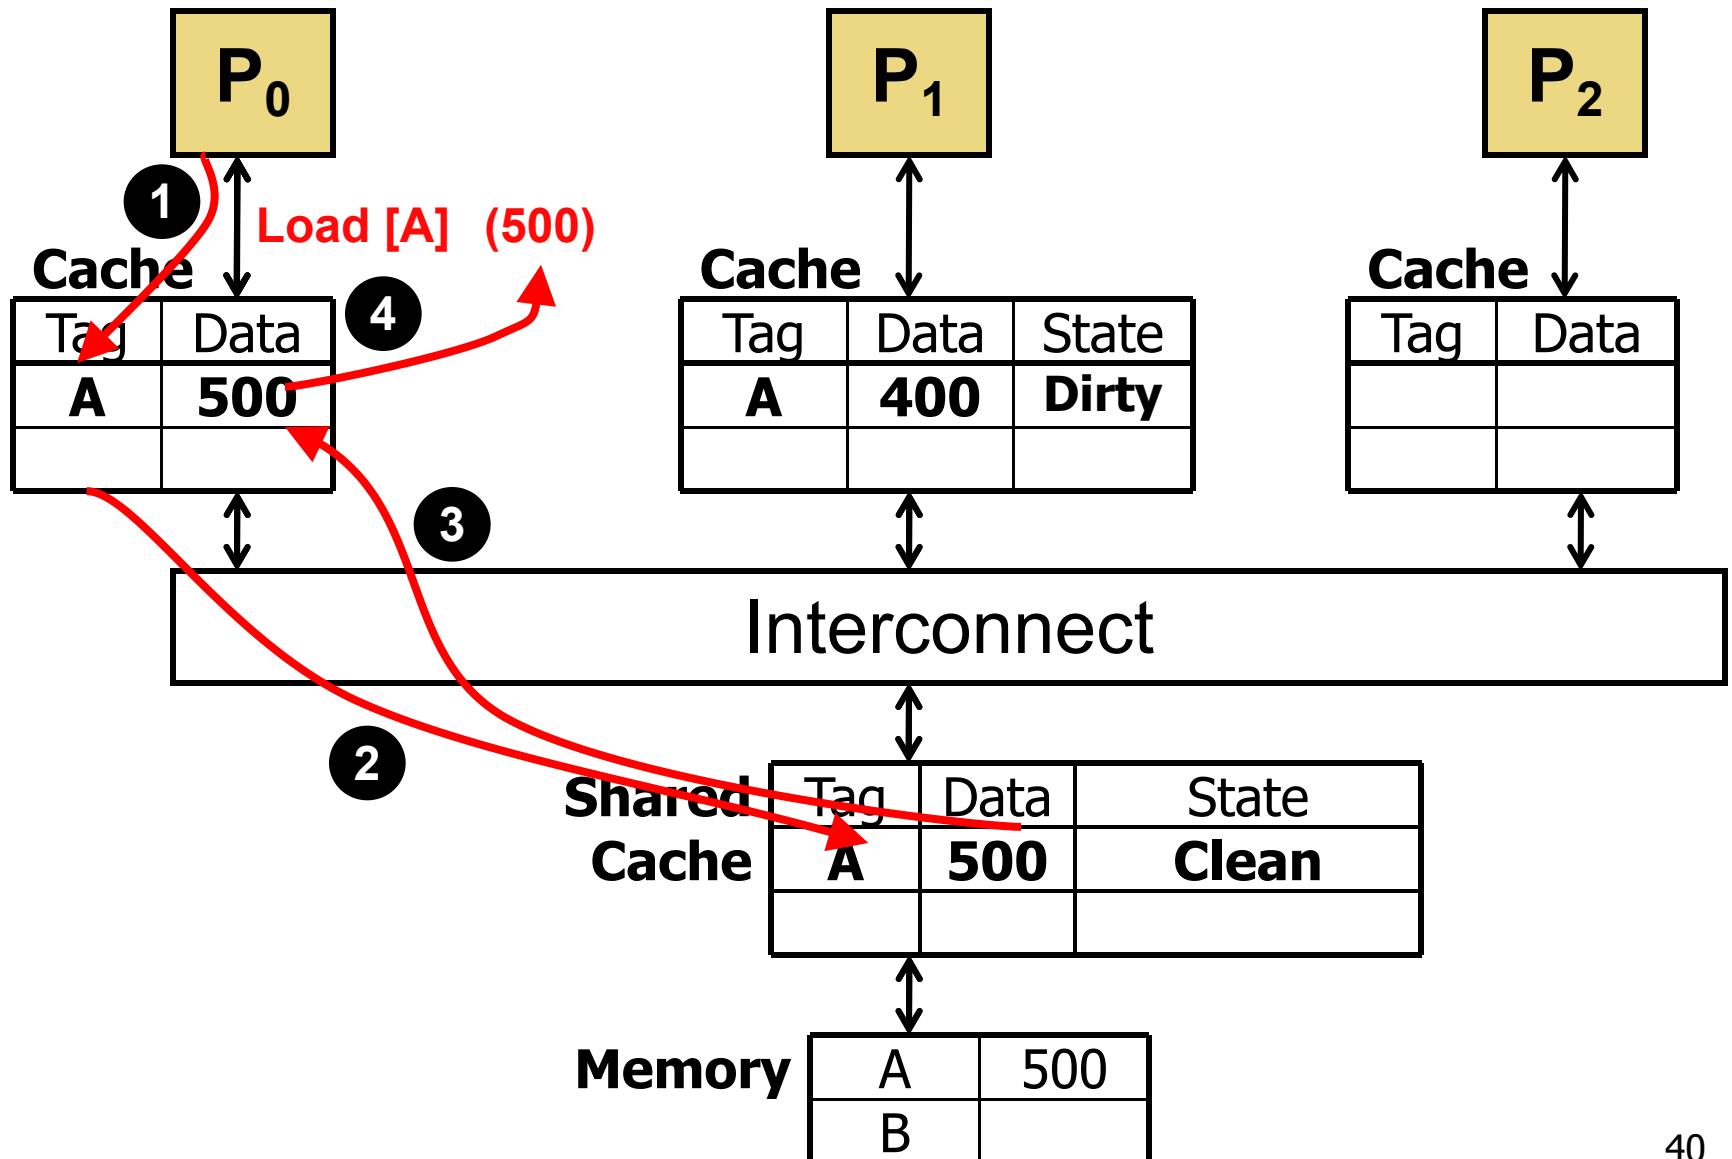 P0 P1 P2
1
Load [A] (500)
Cache Cache Cache
4
Tag Data Tag Data State Tag Data
A 500 A 400 Dirty
3
Interconnect
2
Shared Tag Data State
Cache A 500 Clean
Memory A 500
B
40